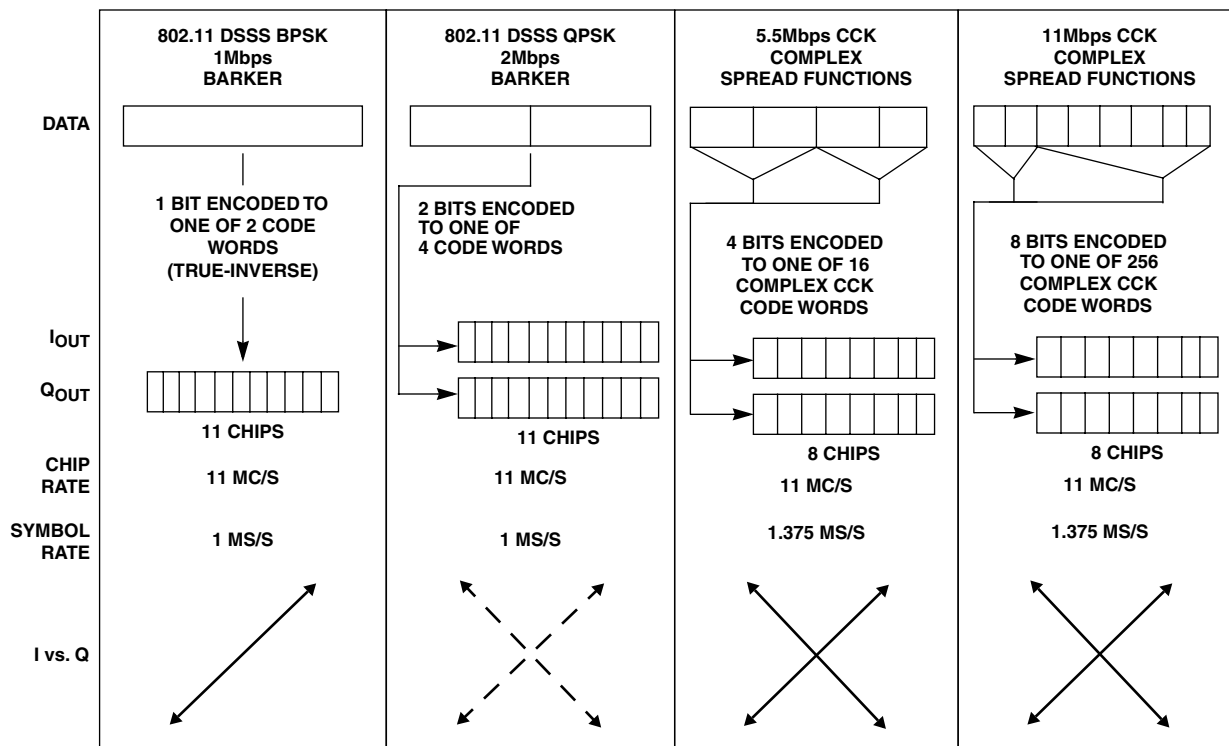 802.11 DSSS BPSK
1Mbps
BARKER
802.11 DSSS QPSK
2Mbps
BARKER
5.5Mbps CCK
COMPLEX
SPREAD FUNCTIONS
11Mbps CCK
COMPLEX
SPREAD FUNCTIONS
DATA
1 BIT ENCODED TO
ONE OF 2 CODE
WORDS
(TRUE-INVERSE)
2 BITS ENCODED
TO ONE OF
4 CODE WORDS
4 BITS ENCODED
TO ONE OF 16
COMPLEX CCK
CODE WORDS
8 BITS ENCODED
TO ONE OF 256
COMPLEX CCK
CODE WORDS
IOUT
QOUT
11 CHIPS
11 CHIPS
8 CHIPS
8 CHIPS
CHIP
RATE
11 MC/S
11 MC/S
11 MC/S
11 MC/S
SYMBOL
RATE
1 MS/S
1 MS/S
1.375 MS/S
1.375 MS/S
I vs. Q